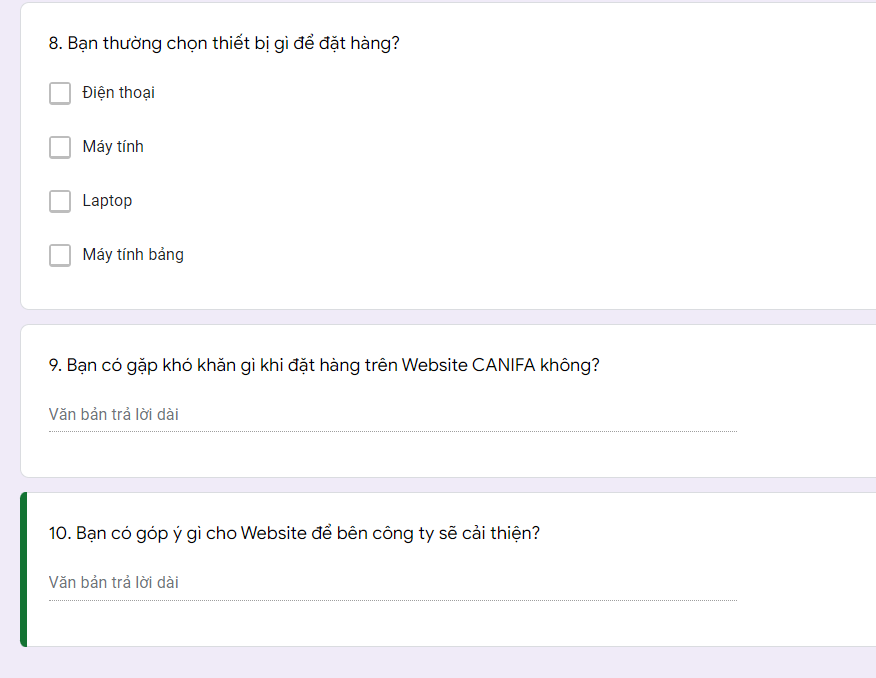 8. Bạn thường chọn thiết bị gì để đặt hàng?
Điện thoại
Máy tính
Laptop
Máy tính bảng
9. Bạn có gặp khó khăn gì khi đặt hàng trên Website CANIFA không?
Văn bản trả lời dài
10. Bạn có góp ý gì cho Website để bên công ty sẽ cải thiện?
Văn bản trả lời dài